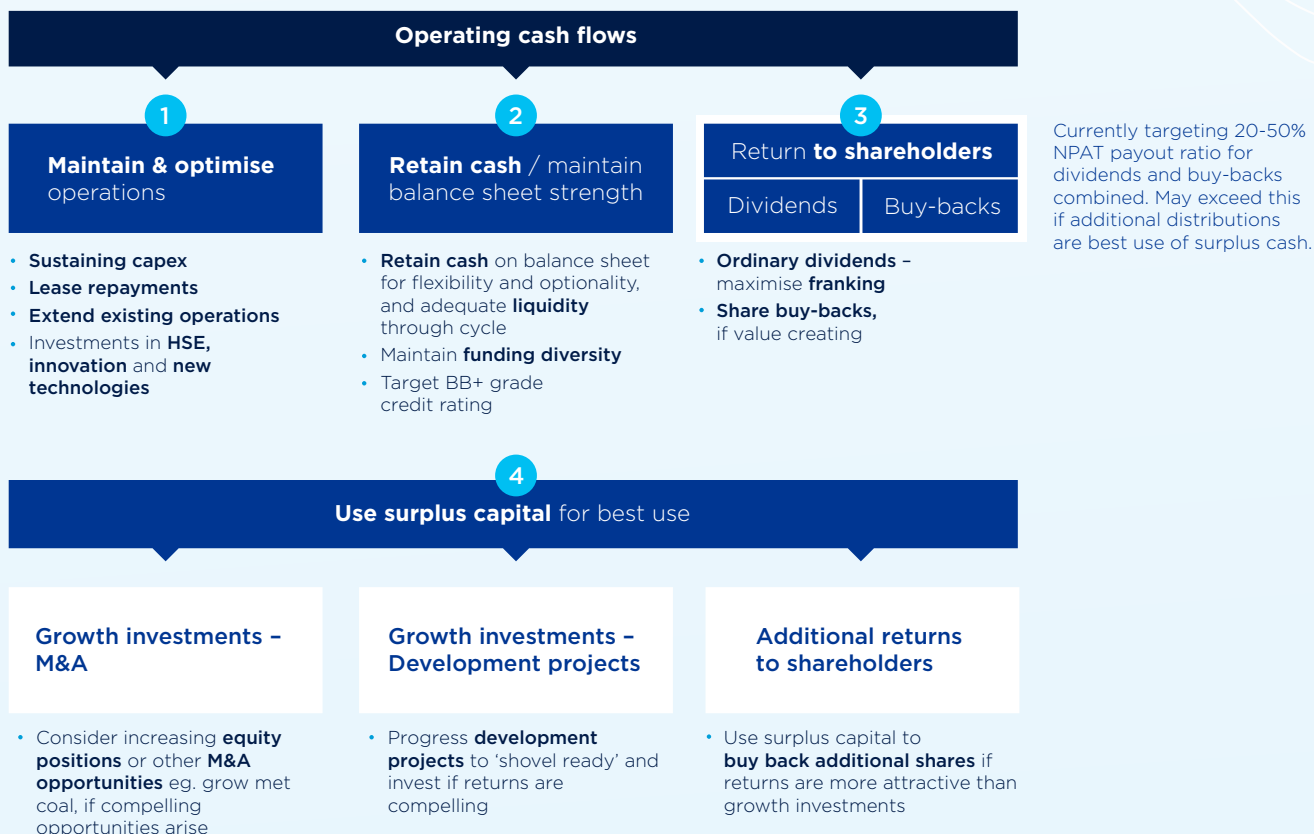 Operating cash flows
1
Maintain & optimise
operations
• Sustaining capex
• Lease repayments
• Extend existing operations
• Investments in HSE,
innovation and new
technologies
2
Retain cash / maintain
balance sheet strength
• Retain cash on balance sheet
for flexibility and optionality,
and adequate liquidity
through cycle
• Maintain funding diversity
• Target BB+ grade
credit rating
3
Return to shareholders
Dividends
Buy-backs
• Ordinary dividends –
maximise franking
• Share buy-backs,
if value creating
Currently targeting 20-50%
NPAT payout ratio for
dividends and buy-backs
combined. May exceed this
if additional distributions
are best use of surplus cash.
4
Use surplus capital for best use
Growth investments –
M&A
• Consider increasing equity
positions or other M&A
opportunities eg. grow met
coal, if compelling
opportunities arise
Growth investments –
Development projects
• Progress development
projects to ‘shovel ready’ and
invest if returns are
compelling
Additional returns
to shareholders
• Use surplus capital to
buy back additional shares if
returns are more attractive than
growth investments